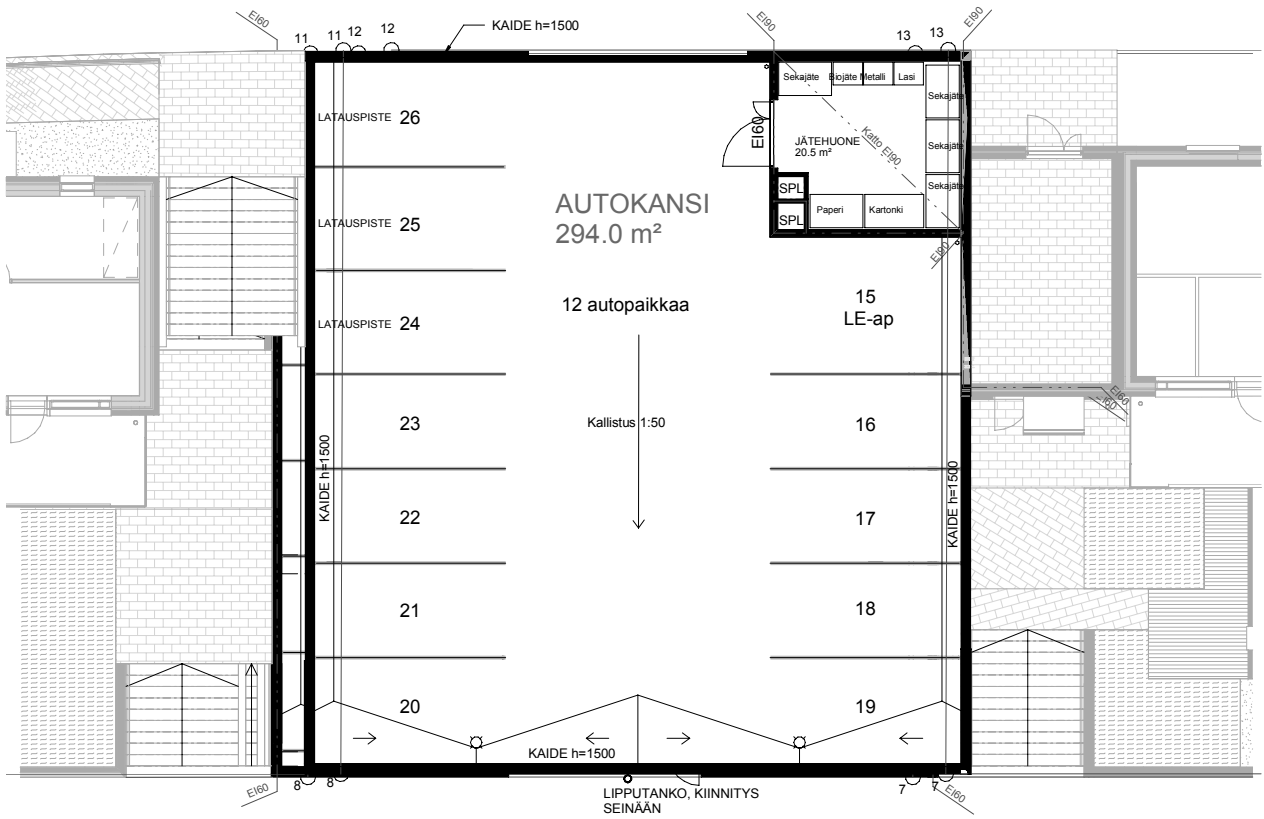 EI60
11
11
12
12
KAIDE h=1500
EI90
13
13
EI90
Sekajäte
Biojäte
Metalli
Lasi
Sekajäte
LATAUSPISTE 26
EI60
JÄTEHUONE
20.5 m²
Katto EI90
Sekajäte
SPL
Sekajäte
AUTOKANSI
294.0 m²
LATAUSPISTE 25
SPL
Paperi
Kartonki
EI90
12 autopaikkaa
15
LE-ap
LATAUSPISTE 24
EI60
EI60
23
Kallistus 1:50
16
KAIDE h=1500
KAIDE h=1500
22
17
21
18
20
19
KAIDE h=1500
EI60
8
8
LIPPUTANKO, KIINNITYS
SEINÄÄN
7
7
EI60